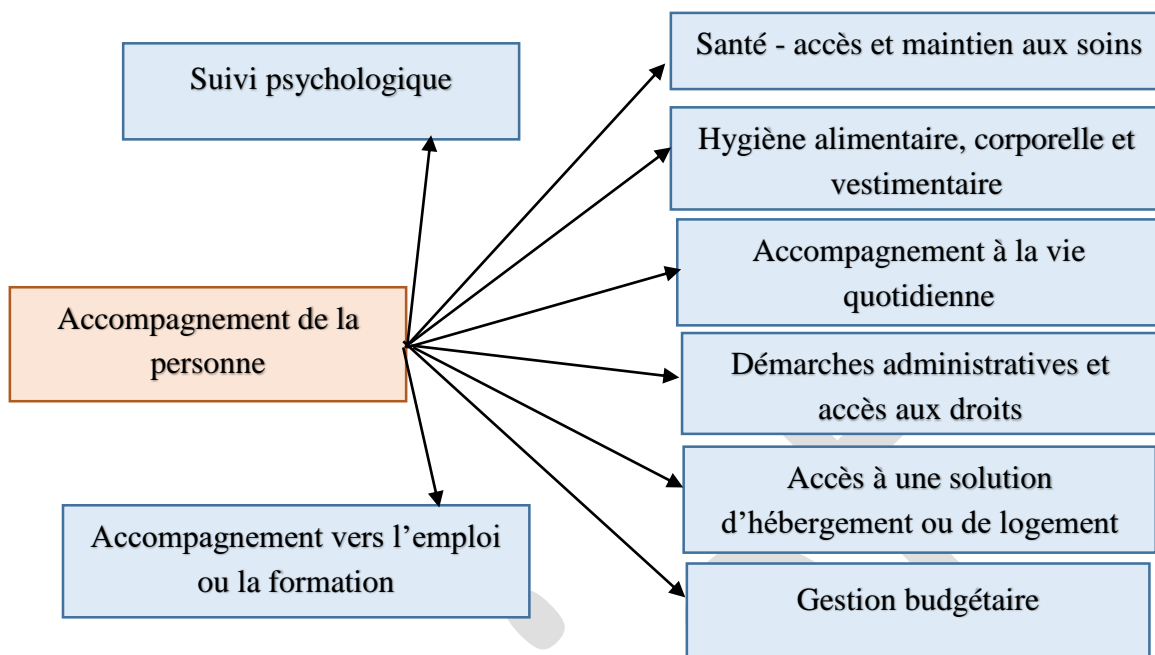 Suivi psychologique
Santé - accès et maintien aux soins
Hygiène alimentaire, corporelle et
vestimentaire
Accompagnement à la vie
quotidienne
Accompagnement de la
personne
Démarches administratives et
accès aux droits
Accès à une solution
d’hébergement ou de logement
Accompagnement vers l’emploi
ou la formation
Gestion budgétaire